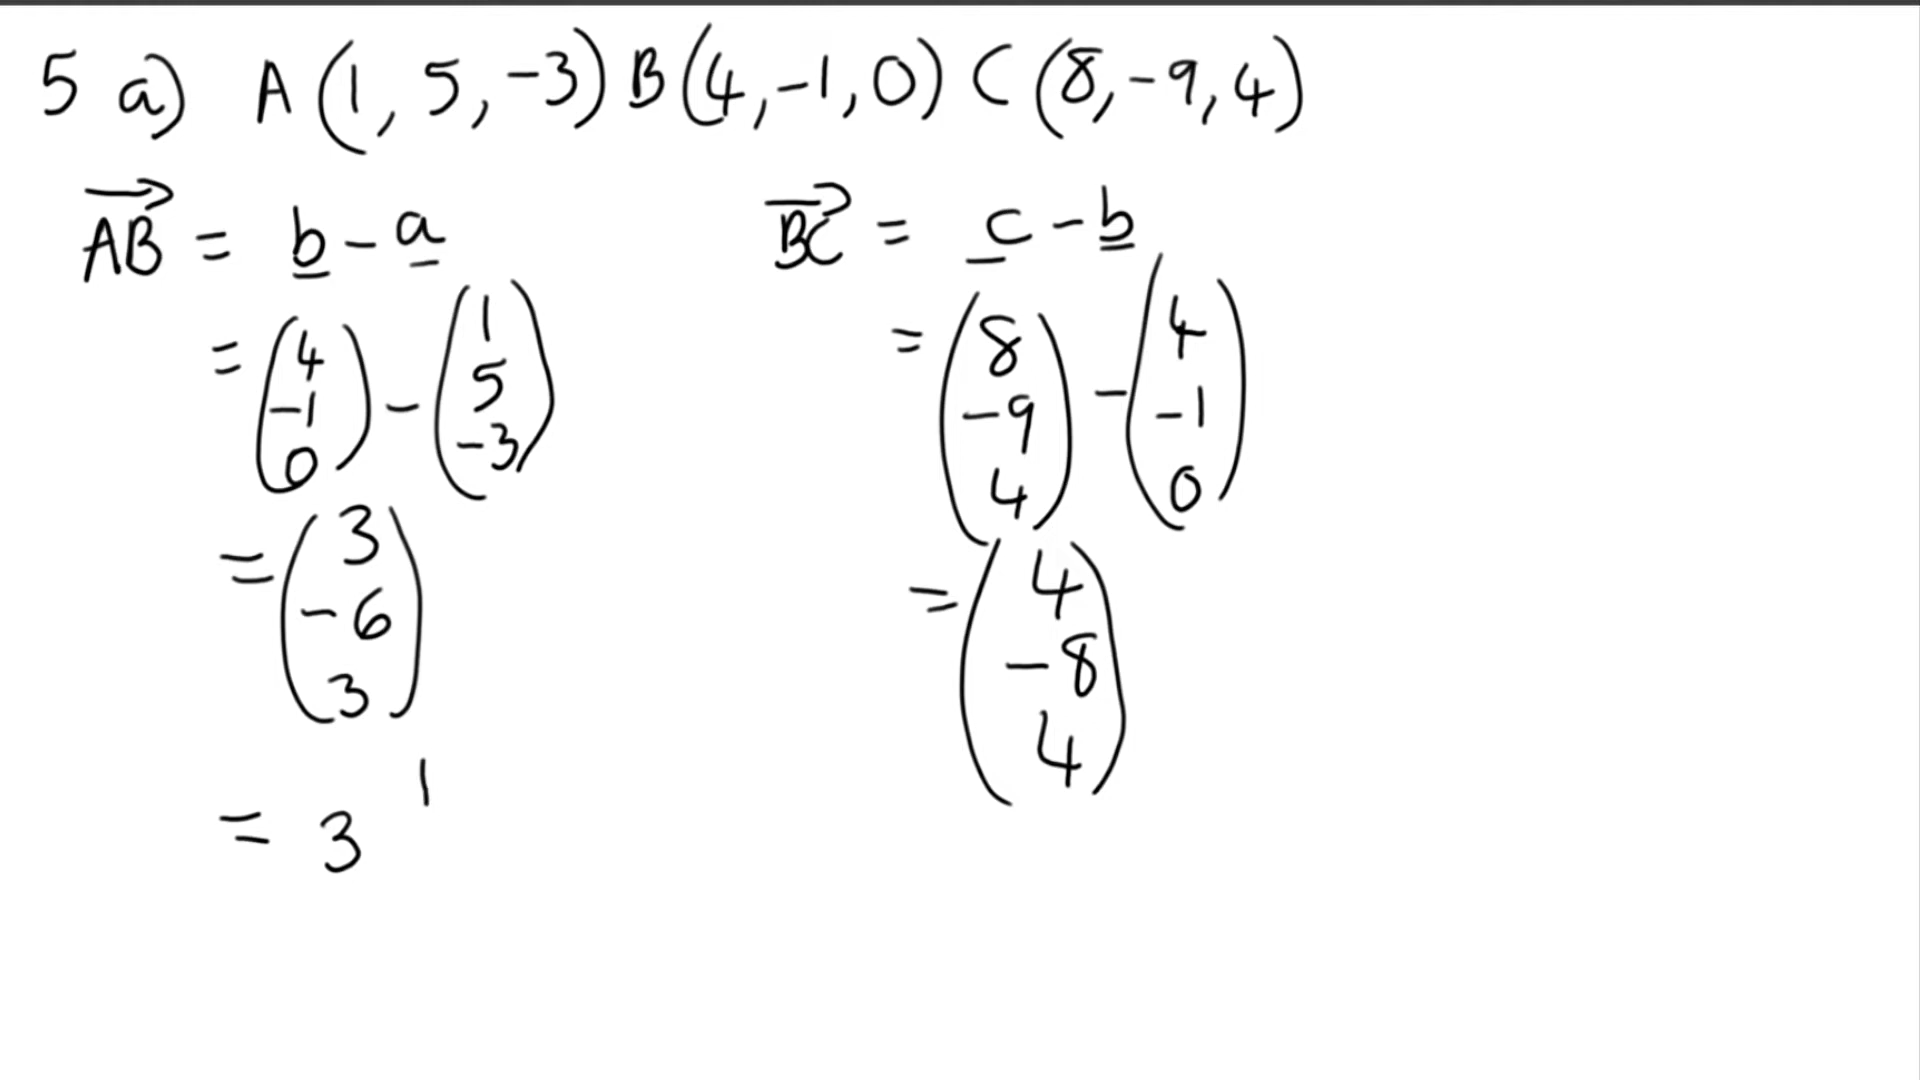 5 a) A(1, 5, -3) B(4, -1, 0) C(8, -9, 4)
AB = b - a
= (4 -1 0) - (1 5 -3)
= (3 -6 3)
= 3 1
BC = c - b
= (8 -9 4) - (4 -1 0)
= (4 -8 4)